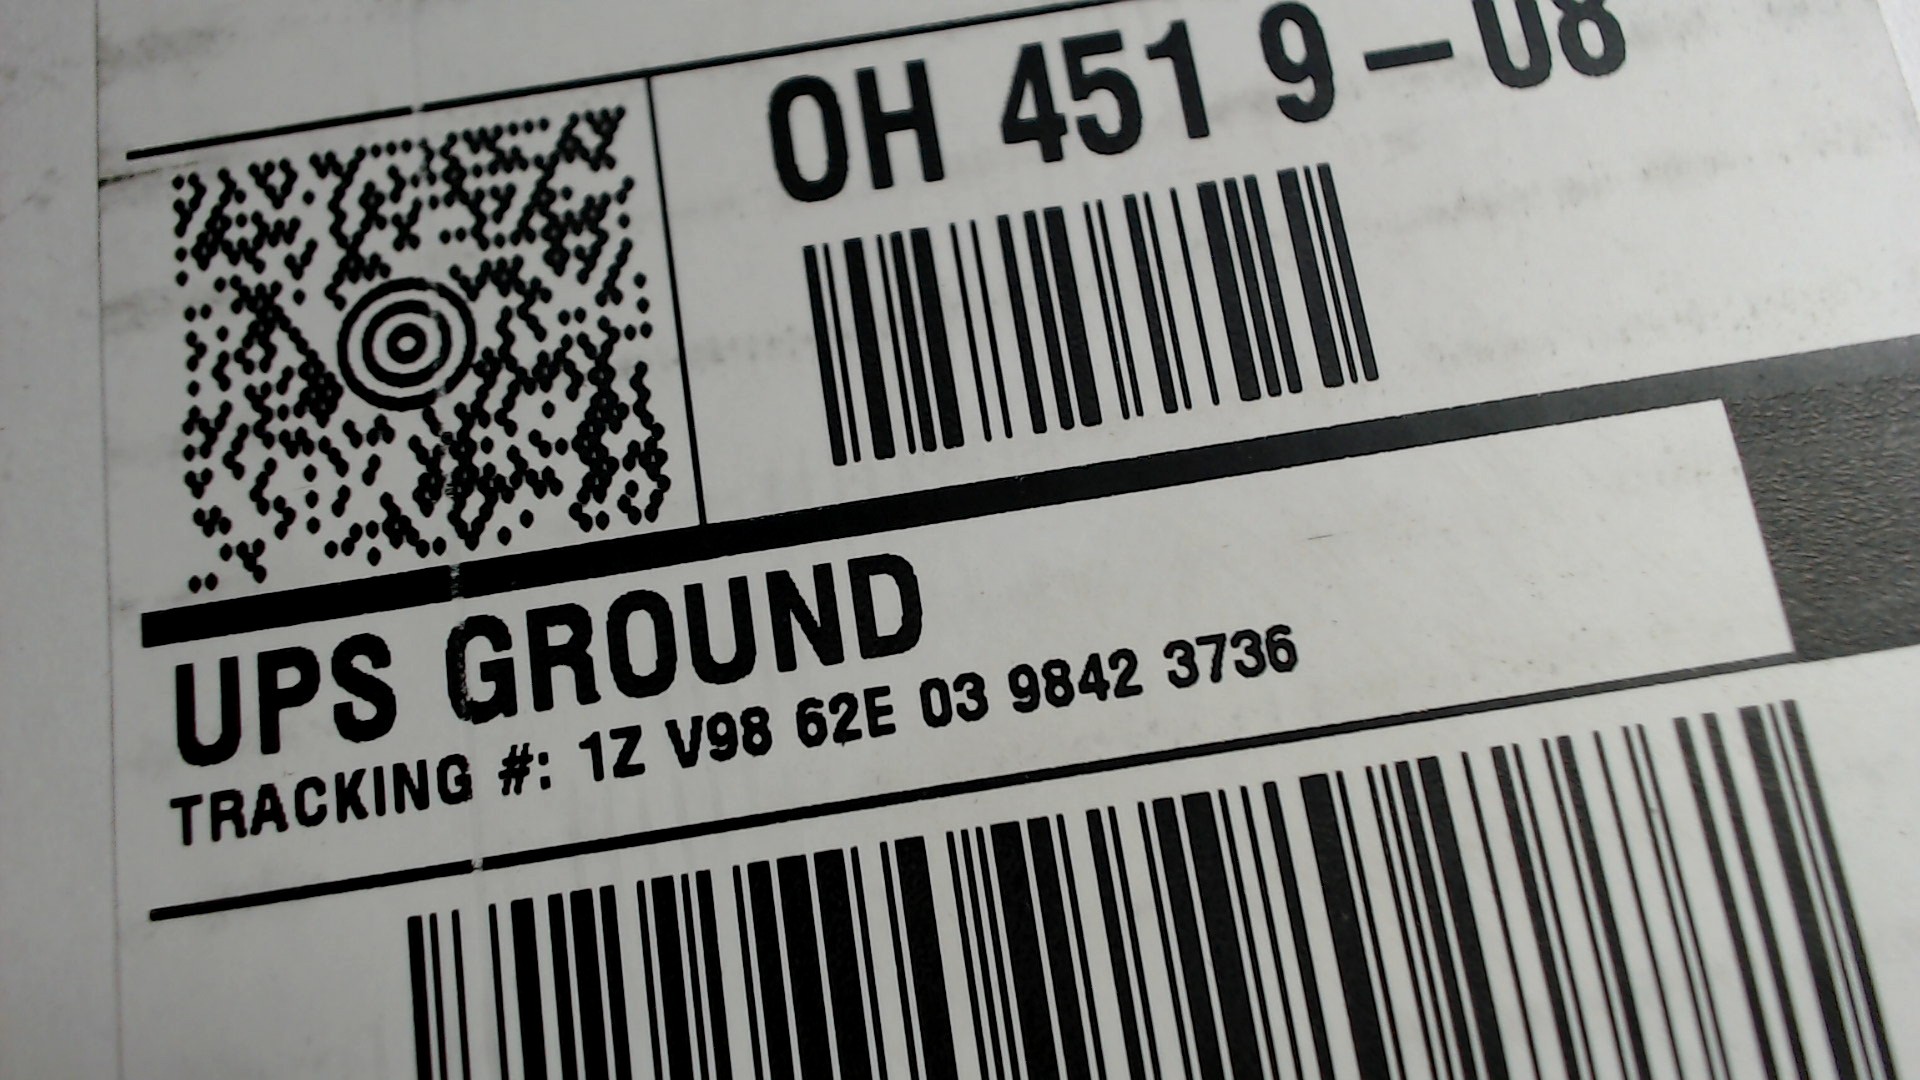 OH 451 9-08
UPS GROUND
TRACKING #: 1Z V98 62E 03 9842 3736